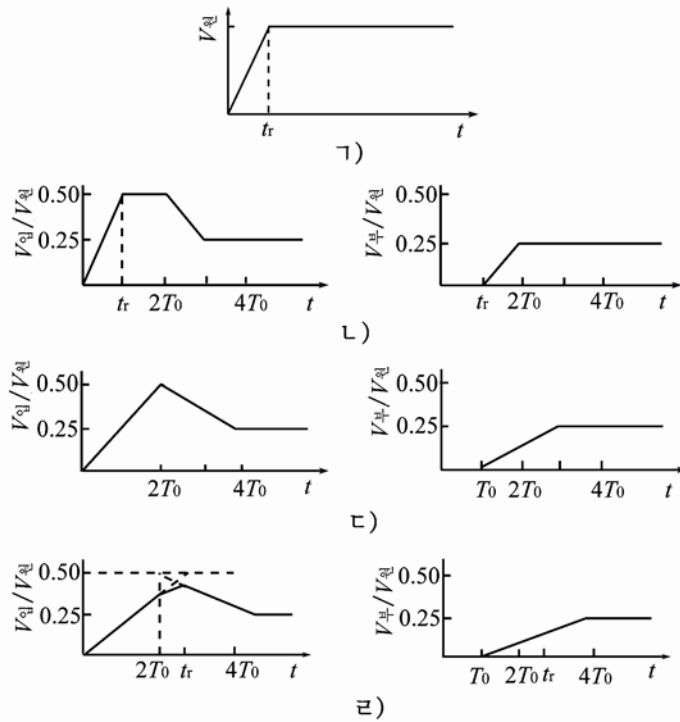 V원
tr t
ㄱ)
V입/V원 0.50 0.25
tr 2T0 4T0 t
V부/V원 0.50 0.25
tr 2T0 4T0 t
ㄴ)
V입/V원 0.50 0.25
2T0 4T0 t
V부/V원 0.50 0.25
T0 2T0 4T0 t
ㄷ)
V입/V원 0.50 0.25
2T0 tr 4T0 t
V부/V원 0.50 0.25
T0 2T0 tr 4T0 t
ㄹ)